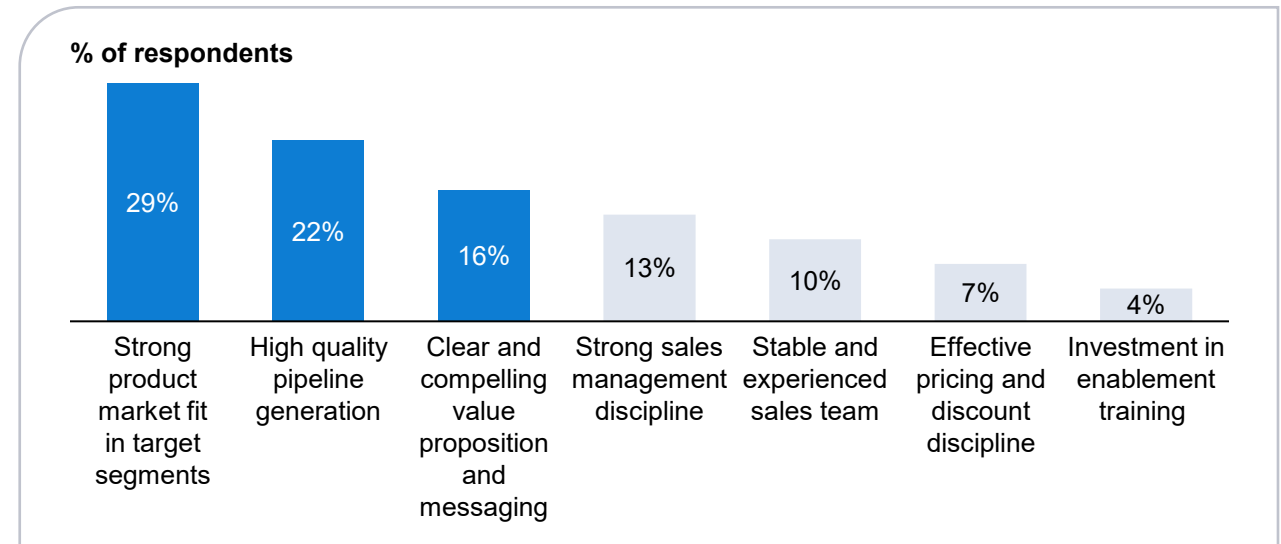 % of respondents
29%
22%
16%
13%
10%
7%
4%
Strong
product
market fit
in target
segments
High quality
pipeline
generation
Clear and
compelling
value
proposition
and
messaging
Strong sales
management
discipline
Stable and
experienced
sales team
Effective
pricing and
discount
discipline
Investment in
enablement
training